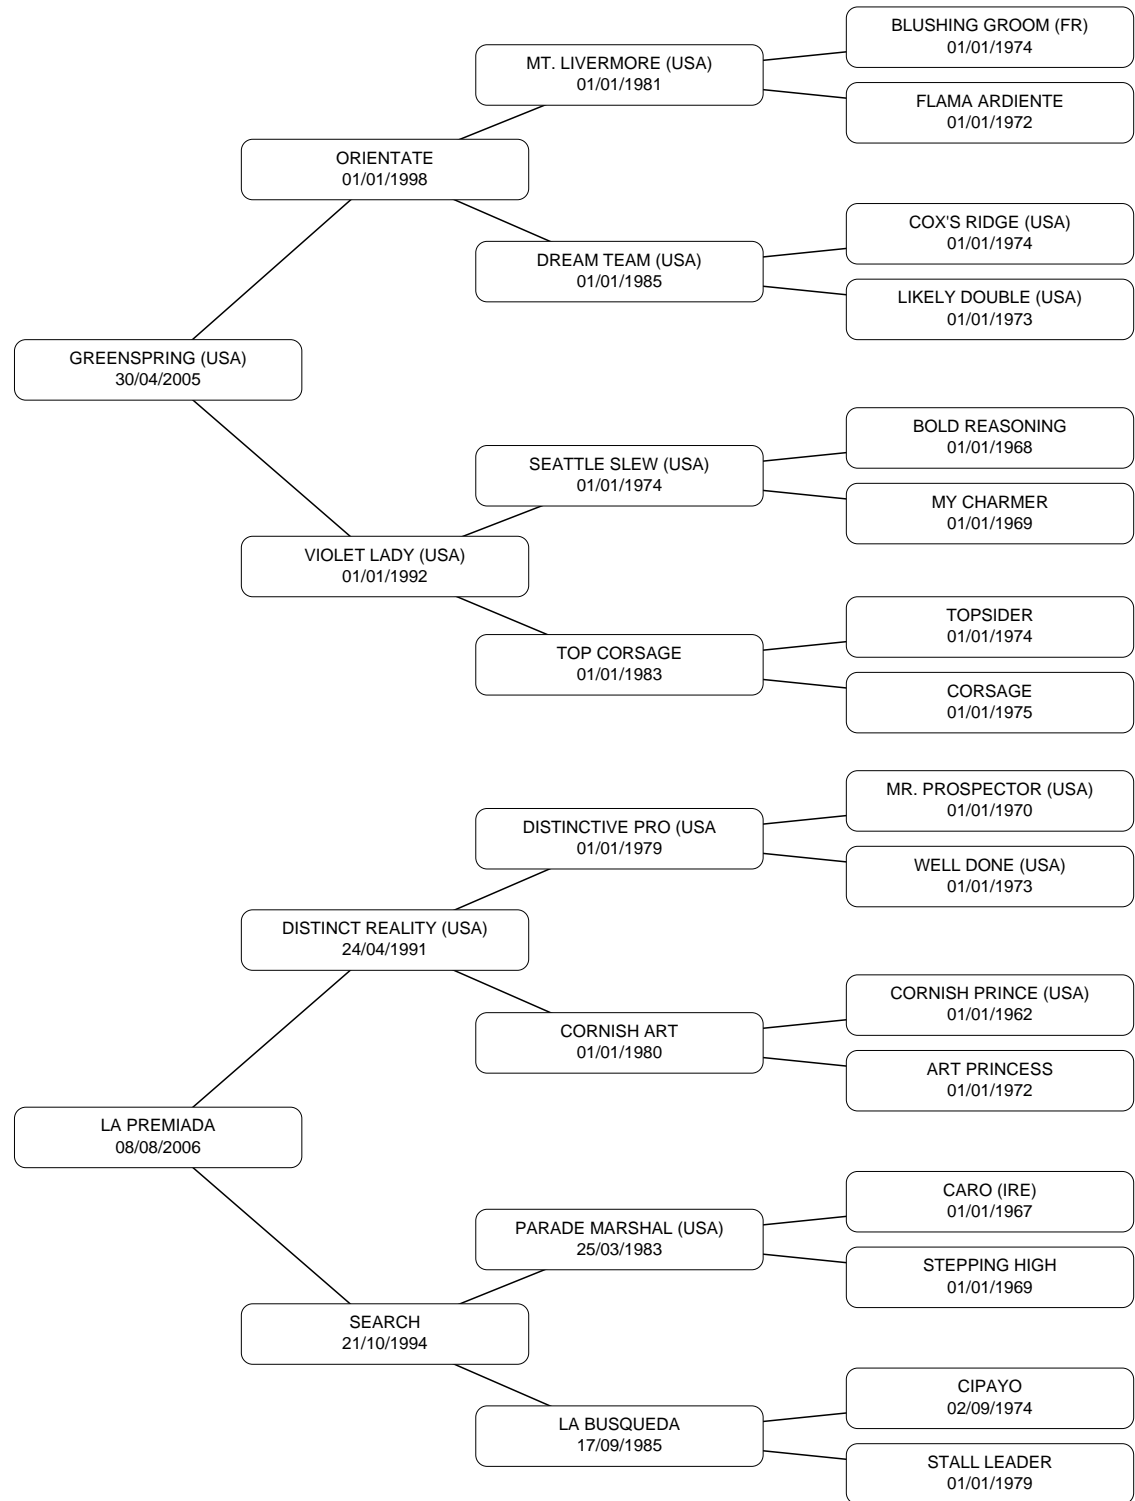 BLUSHING GROOM (FR)
01/01/1974
MT. LIVERMORE (USA)
01/01/1981
FLAMA ARDIENTE
01/01/1972
ORIENTATE
01/01/1998
COX'S RIDGE (USA)
01/01/1974
DREAM TEAM (USA)
01/01/1985
LIKELY DOUBLE (USA)
01/01/1973
GREENSPRING (USA)
30/04/2005
BOLD REASONING
01/01/1968
SEATTLE SLEW (USA)
01/01/1974
MY CHARMER
01/01/1969
VIOLET LADY (USA)
01/01/1992
TOPSIDER
01/01/1974
TOP CORSAGE
01/01/1983
CORSAGE
01/01/1975
MR. PROSPECTOR (USA)
01/01/1970
DISTINCTIVE PRO (USA
01/01/1979
WELL DONE (USA)
01/01/1973
DISTINCT REALITY (USA)
24/04/1991
CORNISH PRINCE (USA)
01/01/1962
CORNISH ART
01/01/1980
ART PRINCESS
01/01/1972
LA PREMIADA
08/08/2006
CARO (IRE)
01/01/1967
PARADE MARSHAL (USA)
25/03/1983
STEPPING HIGH
01/01/1969
SEARCH
21/10/1994
CIPAYO
02/09/1974
LA BUSQUEDA
17/09/1985
STALL LEADER
01/01/1979